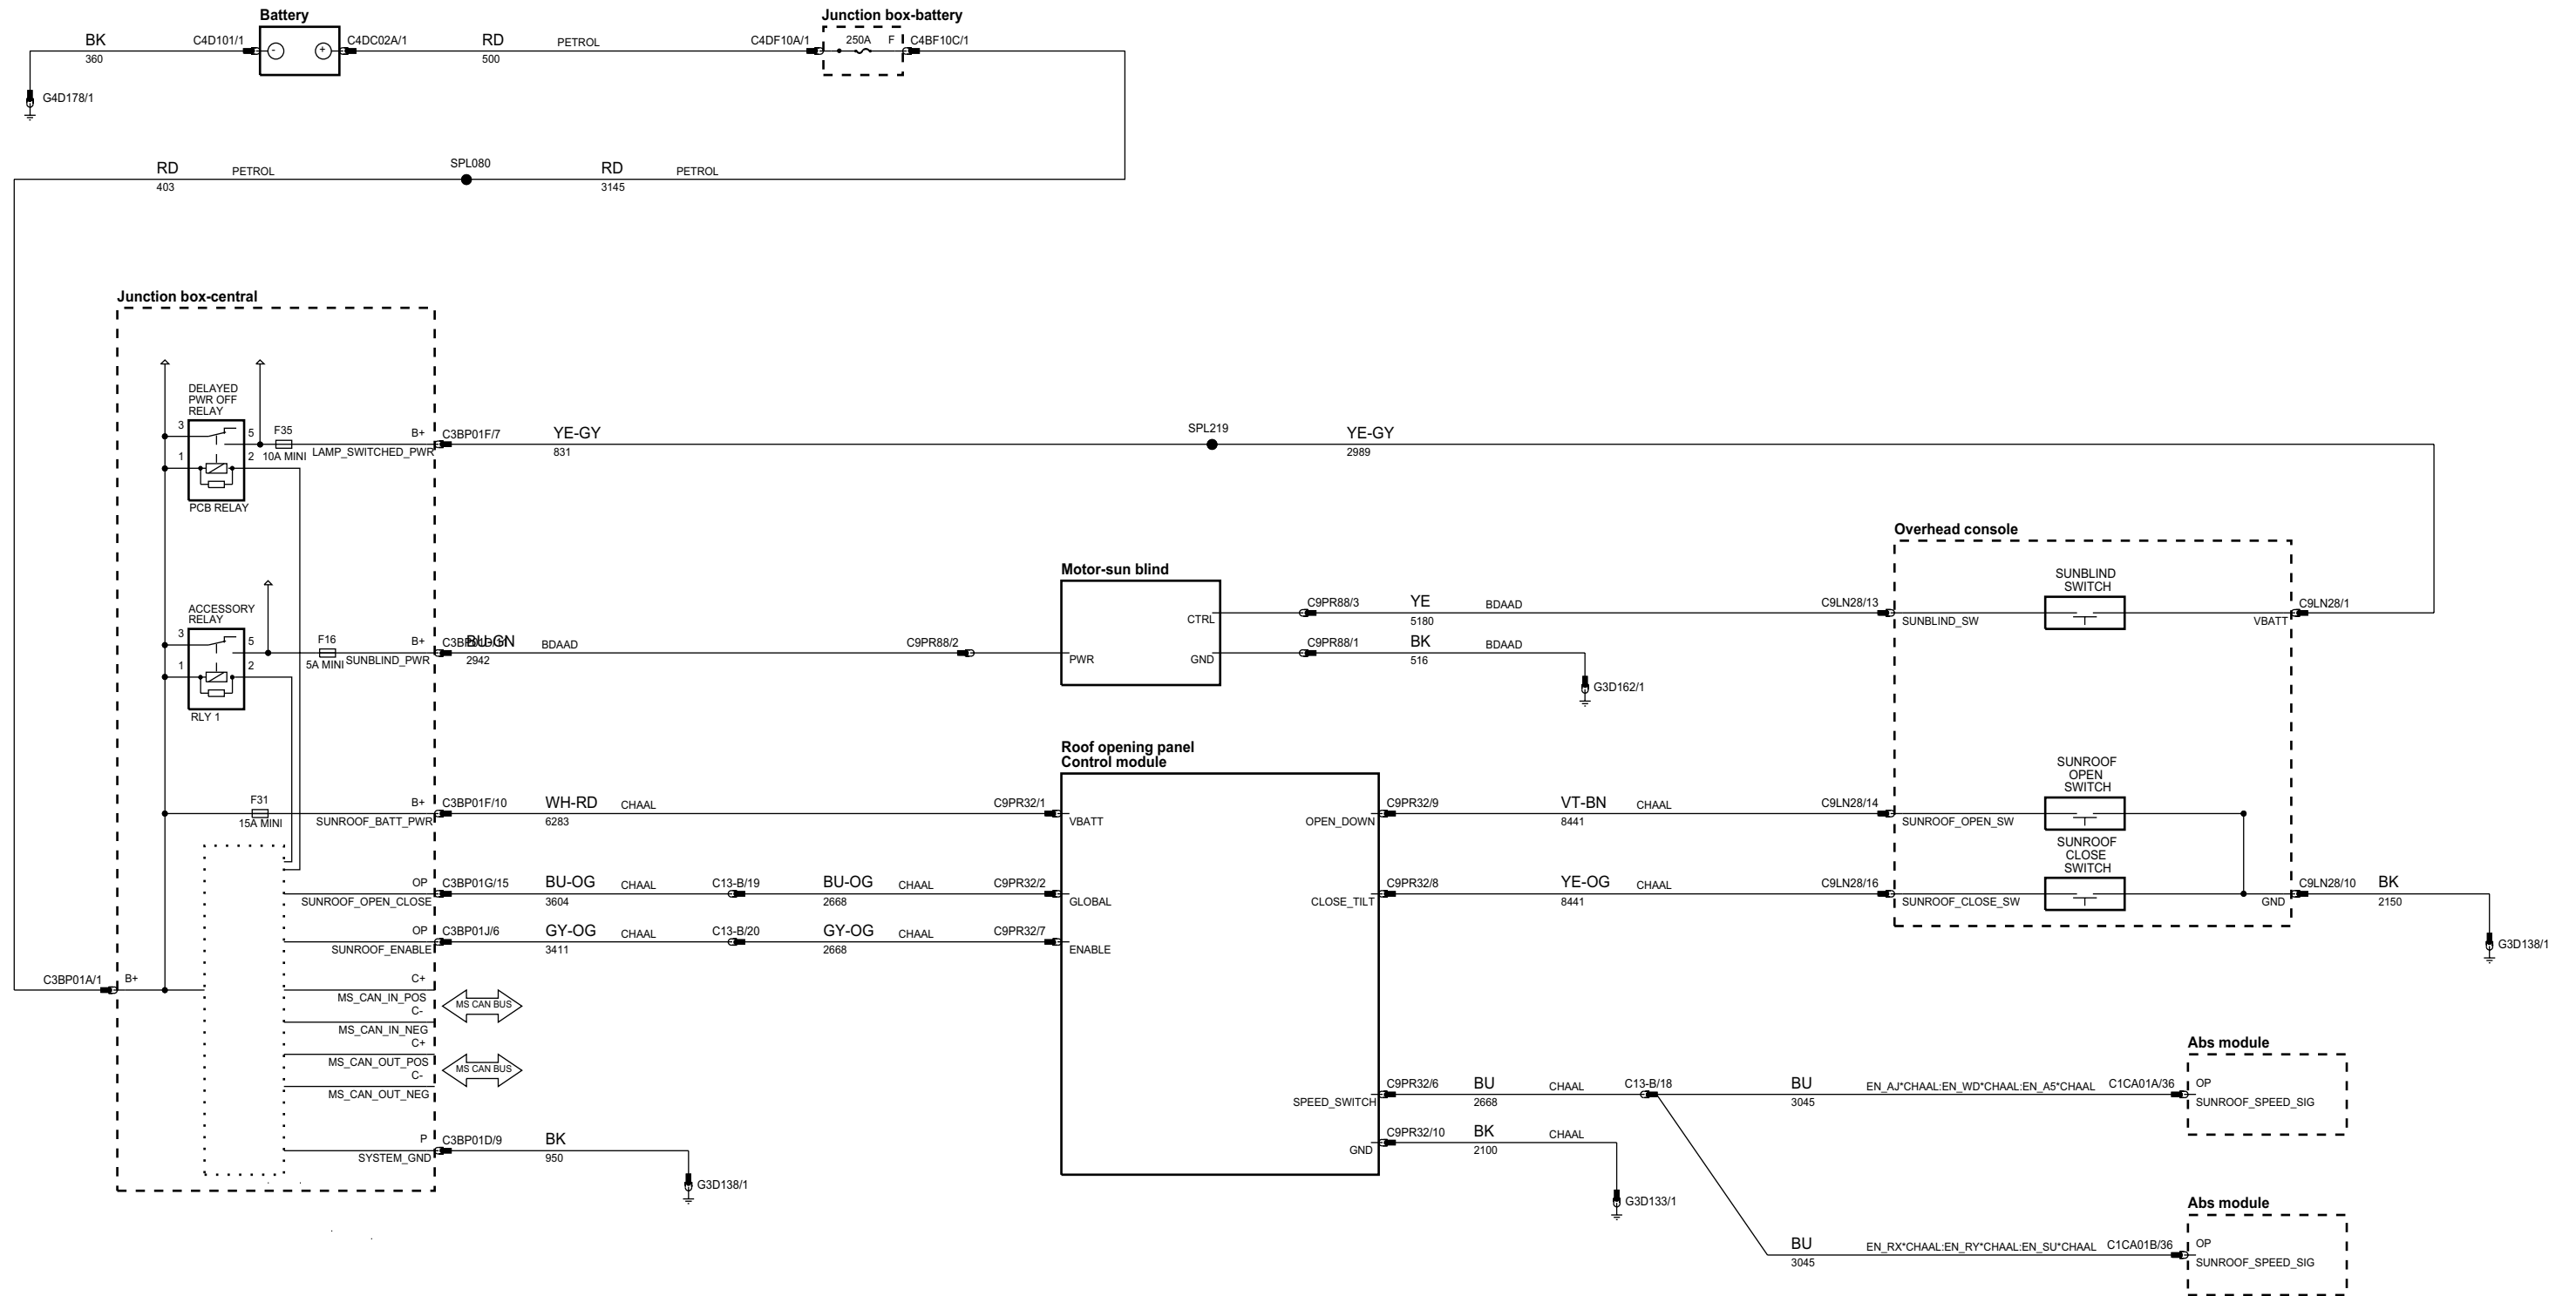 Battery
Junction box-battery
BK
360
C4D101/1
-
+
C4DC02A/1
RD
500
PETROL
C4DF10A/1
250A F
C4BF10C/1
G4D178/1
RD
403
PETROL
SPL080
RD
3145
PETROL
Junction box-central
DELAYED
PWR OFF
RELAY
3
5
1
2
PCB RELAY
F35
10A MINI
B+
LAMP_SWITCHED_PWR
C3BP01F/7
YE-GY
831
SPL219
YE-GY
2989
ACCESSORY
RELAY
3
5
1
2
RLY 1
F16
5A MINI
B+
SUNBLIND_PWR
BU-GN
2942
BDAAD
C9PR88/2
Motor-sun blind
PWR
CTRL
GND
C9PR88/3
YE
5180
BDAAD
C9LN28/13
C9PR88/1
BK
516
BDAAD
G3D162/1
Overhead console
SUNBLIND
SWITCH
SUNBLIND_SW
VBATT
C9LN28/1
F31
15A MINI
B+
SUNROOF_BATT_PWR
C3BP01F/10
WH-RD
6283
CHAAL
C9PR32/1
Roof opening panel
Control module
VBATT
OPEN_DOWN
C9PR32/9
VT-BN
8441
CHAAL
C9LN28/14
SUNROOF_OPEN_SW
SUNROOF
OPEN
SWITCH
OP
SUNROOF_OPEN_CLOSE
C3BP01G/15
BU-OG
3604
CHAAL
C13-B/19
BU-OG
2668
CHAAL
C9PR32/2
GLOBAL
CLOSE_TILT
C9PR32/8
YE-OG
8441
CHAAL
C9LN28/16
SUNROOF_CLOSE_SW
SUNROOF
CLOSE
SWITCH
GND
C9LN28/10
BK
2150
G3D138/1
OP
SUNROOF_ENABLE
C3BP01J/6
GY-OG
3411
CHAAL
C13-B/20
GY-OG
2668
CHAAL
C9PR32/7
ENABLE
C3BP01A/1
B+
C+
MS_CAN_IN_POS
C-
MS_CAN_IN_NEG
MS CAN BUS
C+
MS_CAN_OUT_POS
C-
MS_CAN_OUT_NEG
MS CAN BUS
P
SYSTEM_GND
C3BP01D/9
BK
950
G3D138/1
SPEED_SWITCH
C9PR32/6
BU
2668
CHAAL
C13-B/18
BU
3045
EN_AJ*CHAAL:EN_WD*CHAAL:EN_A5*CHAAL
C1CA01A/36
Abs module
OP
SUNROOF_SPEED_SIG
GND
C9PR32/10
BK
2100
CHAAL
G3D133/1
BU
3045
EN_RX*CHAAL:EN_RY*CHAAL:EN_SU*CHAAL
C1CA01B/36
Abs module
OP
SUNROOF_SPEED_SIG